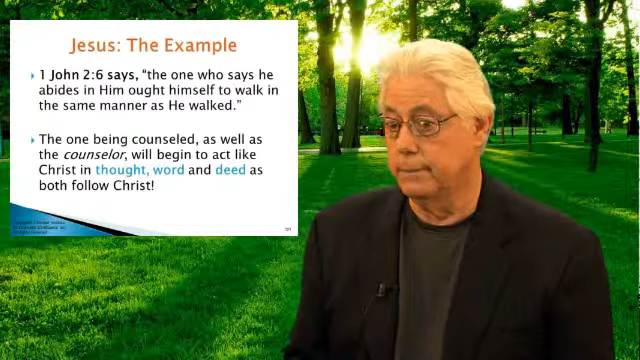 Jesus: The Example
1 John 2:6 says, “the one who says he
abides in Him ought himself to walk in
the same manner as He walked.”
The one being counseled, as well as
the counselor, will begin to act like
Christ in thought, word and deed as
both follow Christ!